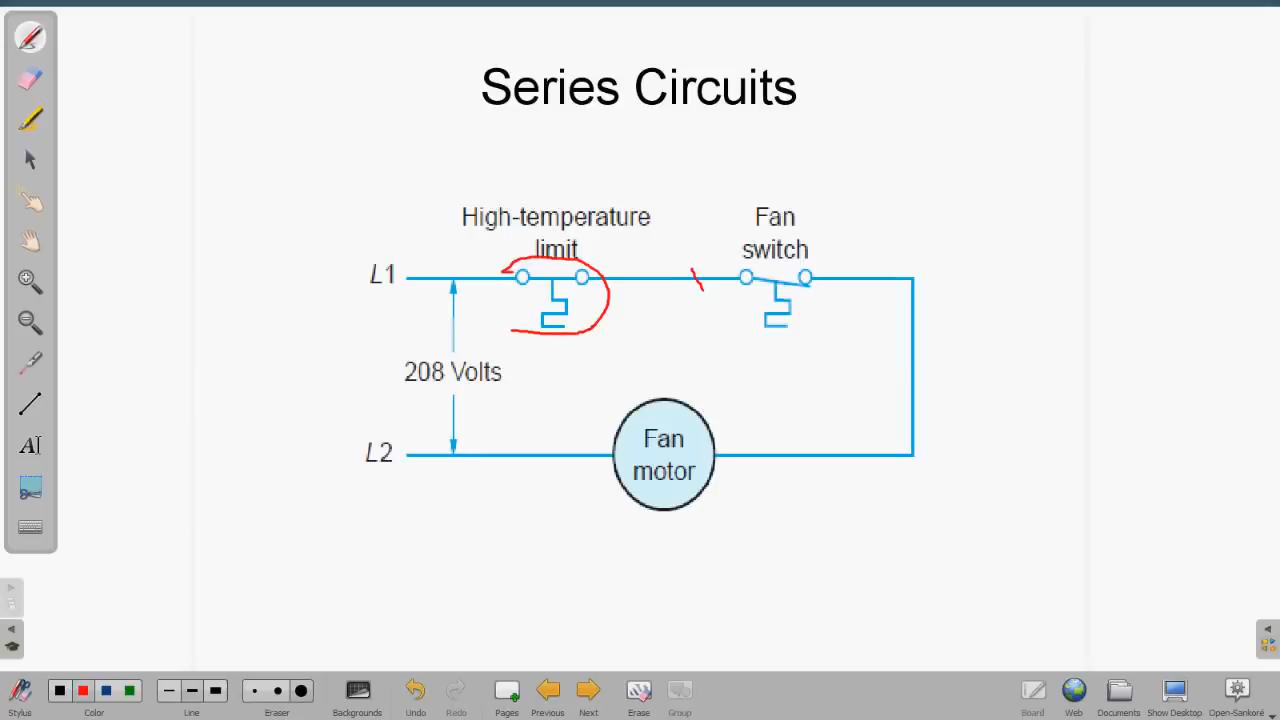 Series Circuits
High-temperature
limit
Fan
switch
L1
208 Volts
L2
Fan
motor
AI
Stylus
Color
Line
Eraser
Backgrounds
Undo
Redo
Pages
Previous
Next
Erase
Group
Board
Web
Documents
Show Desktop
Open-Sankoré